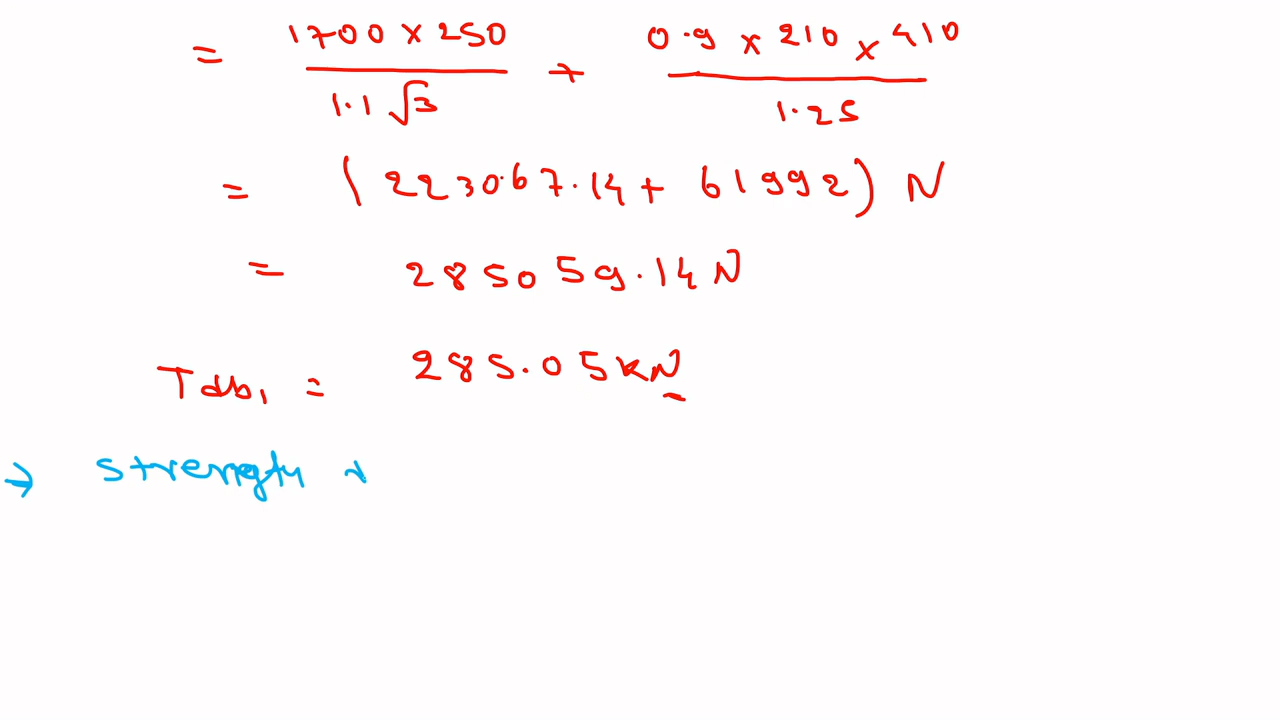 = (1700 × 250) / (1.1 √3) + (0.9 × 210 × 410) / 1.25
= (223067.14 + 61992) N
= 285059.14 N
Tdb1 = 285.05 kN
→ Strength